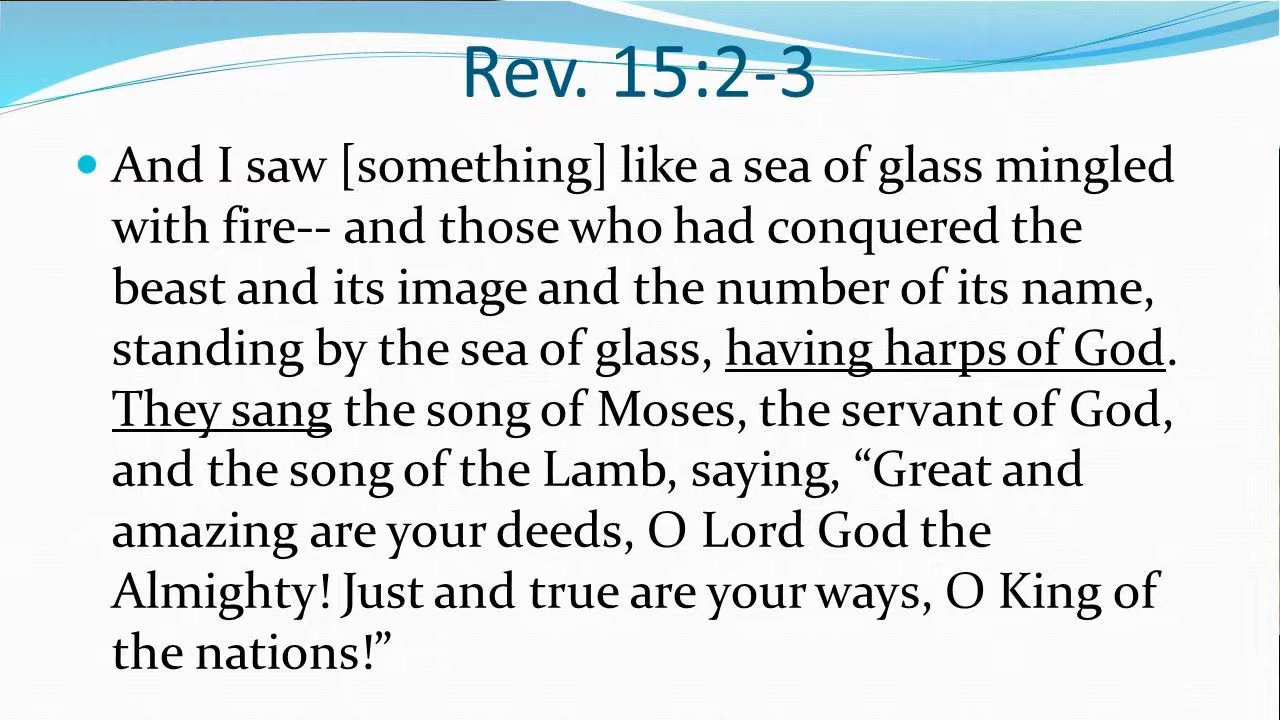 Rev. 15:2-3
• And I saw [something] like a sea of glass mingled
with fire-- and those who had conquered the
beast and its image and the number of its name,
standing by the sea of glass, having harps of God.
They sang the song of Moses, the servant of God,
and the song of the Lamb, saying, “Great and
amazing are your deeds, O Lord God the
Almighty! Just and true are your ways, O King of
the nations!”